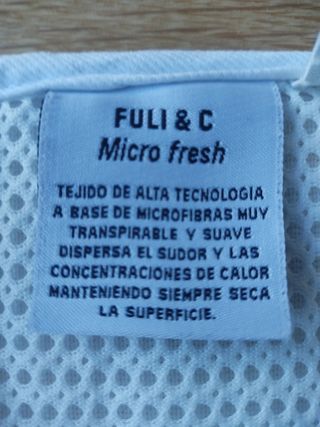 FULI & C
Micro fresh
TEJIDO DE ALTA TECNOLOGIA
A BASE DE MICROFIBRAS MUY
TRANSPIRABLE Y SUAVE
DISPERSA EL SUDOR Y LAS
CONCENTRACIONES DE CALOR
MANTENIENDO SIEMPRE SECA
LA SUPERFICIE.